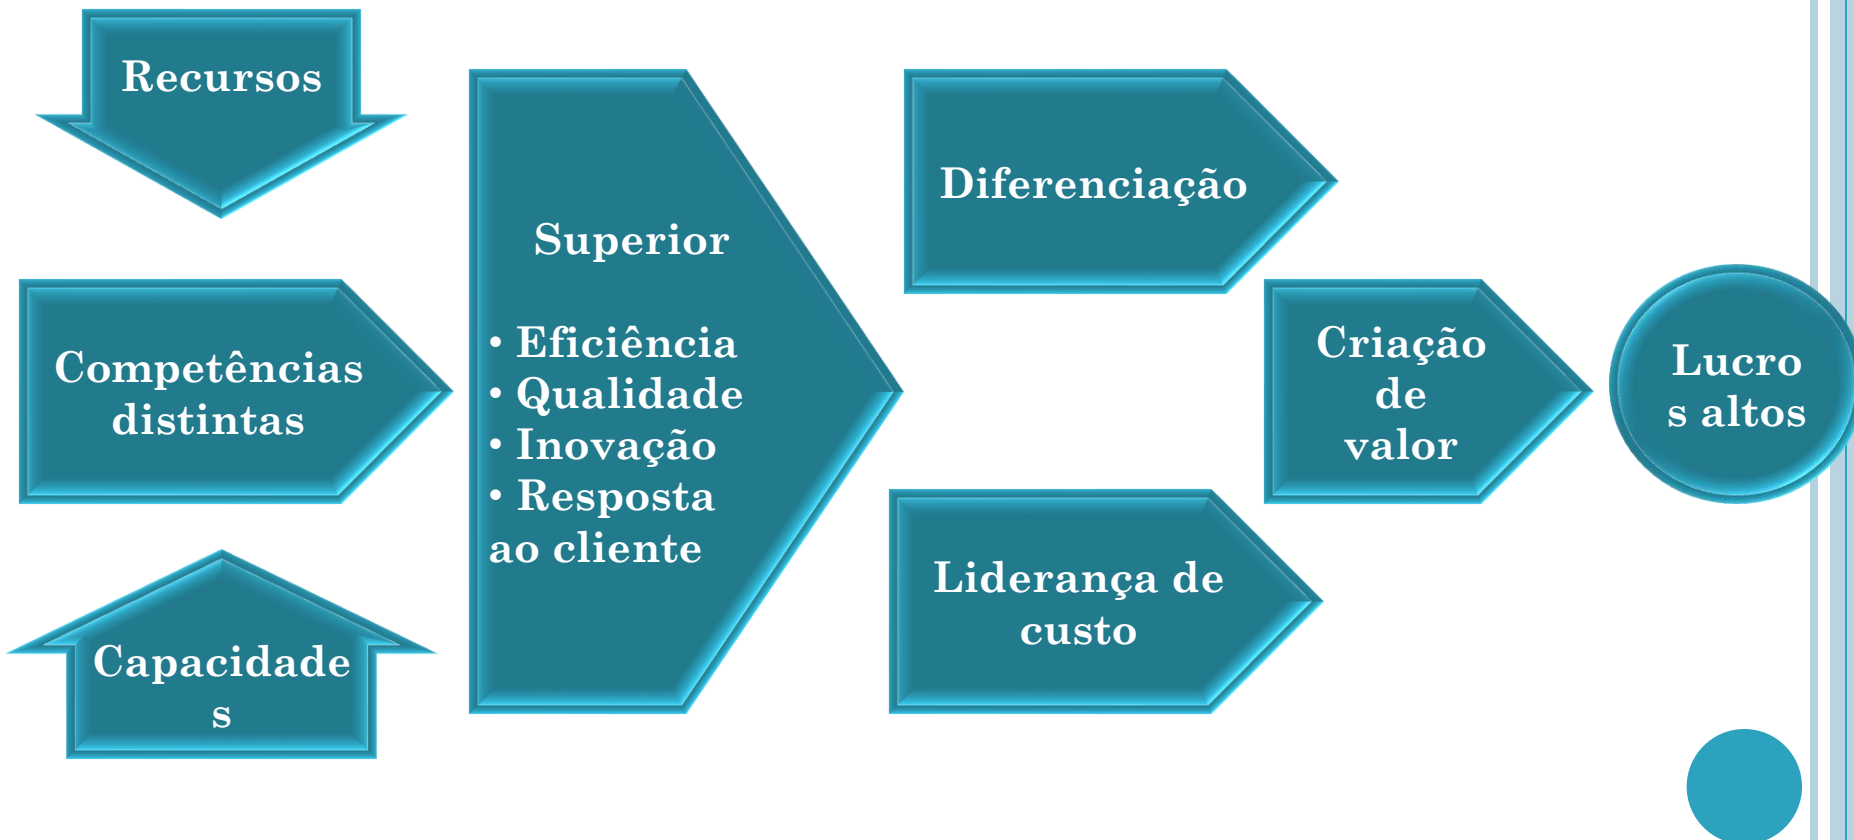 Recursos
Competências
distintas
Capacidade
s
Superior
• Eficiência
• Qualidade
• Inovação
• Resposta
ao cliente
Diferenciação
Liderança de
custo
Criação
de
valor
Lucro
s altos